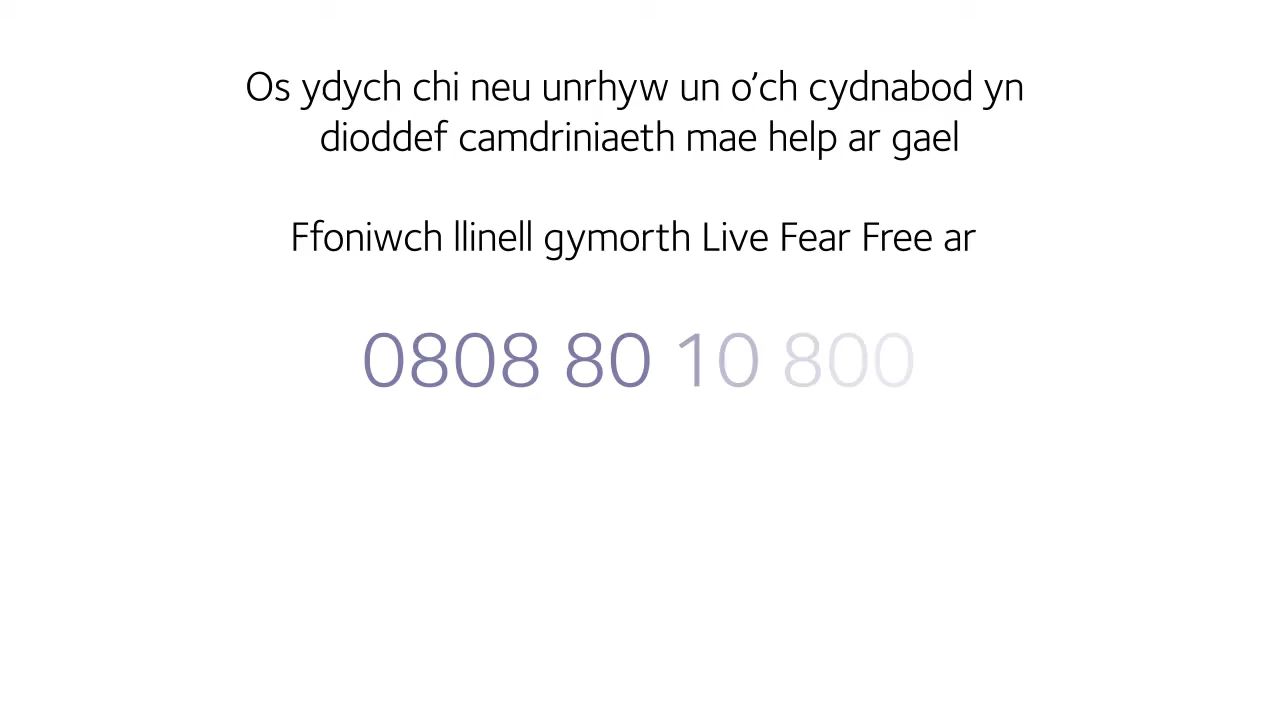 Os ydych chi neu unrhyw un o’ch cydnabod yn
dioddef camdriniaeth mae help ar gael
Ffoniwch llinell gymorth Live Fear Free ar
0808 80 10 800